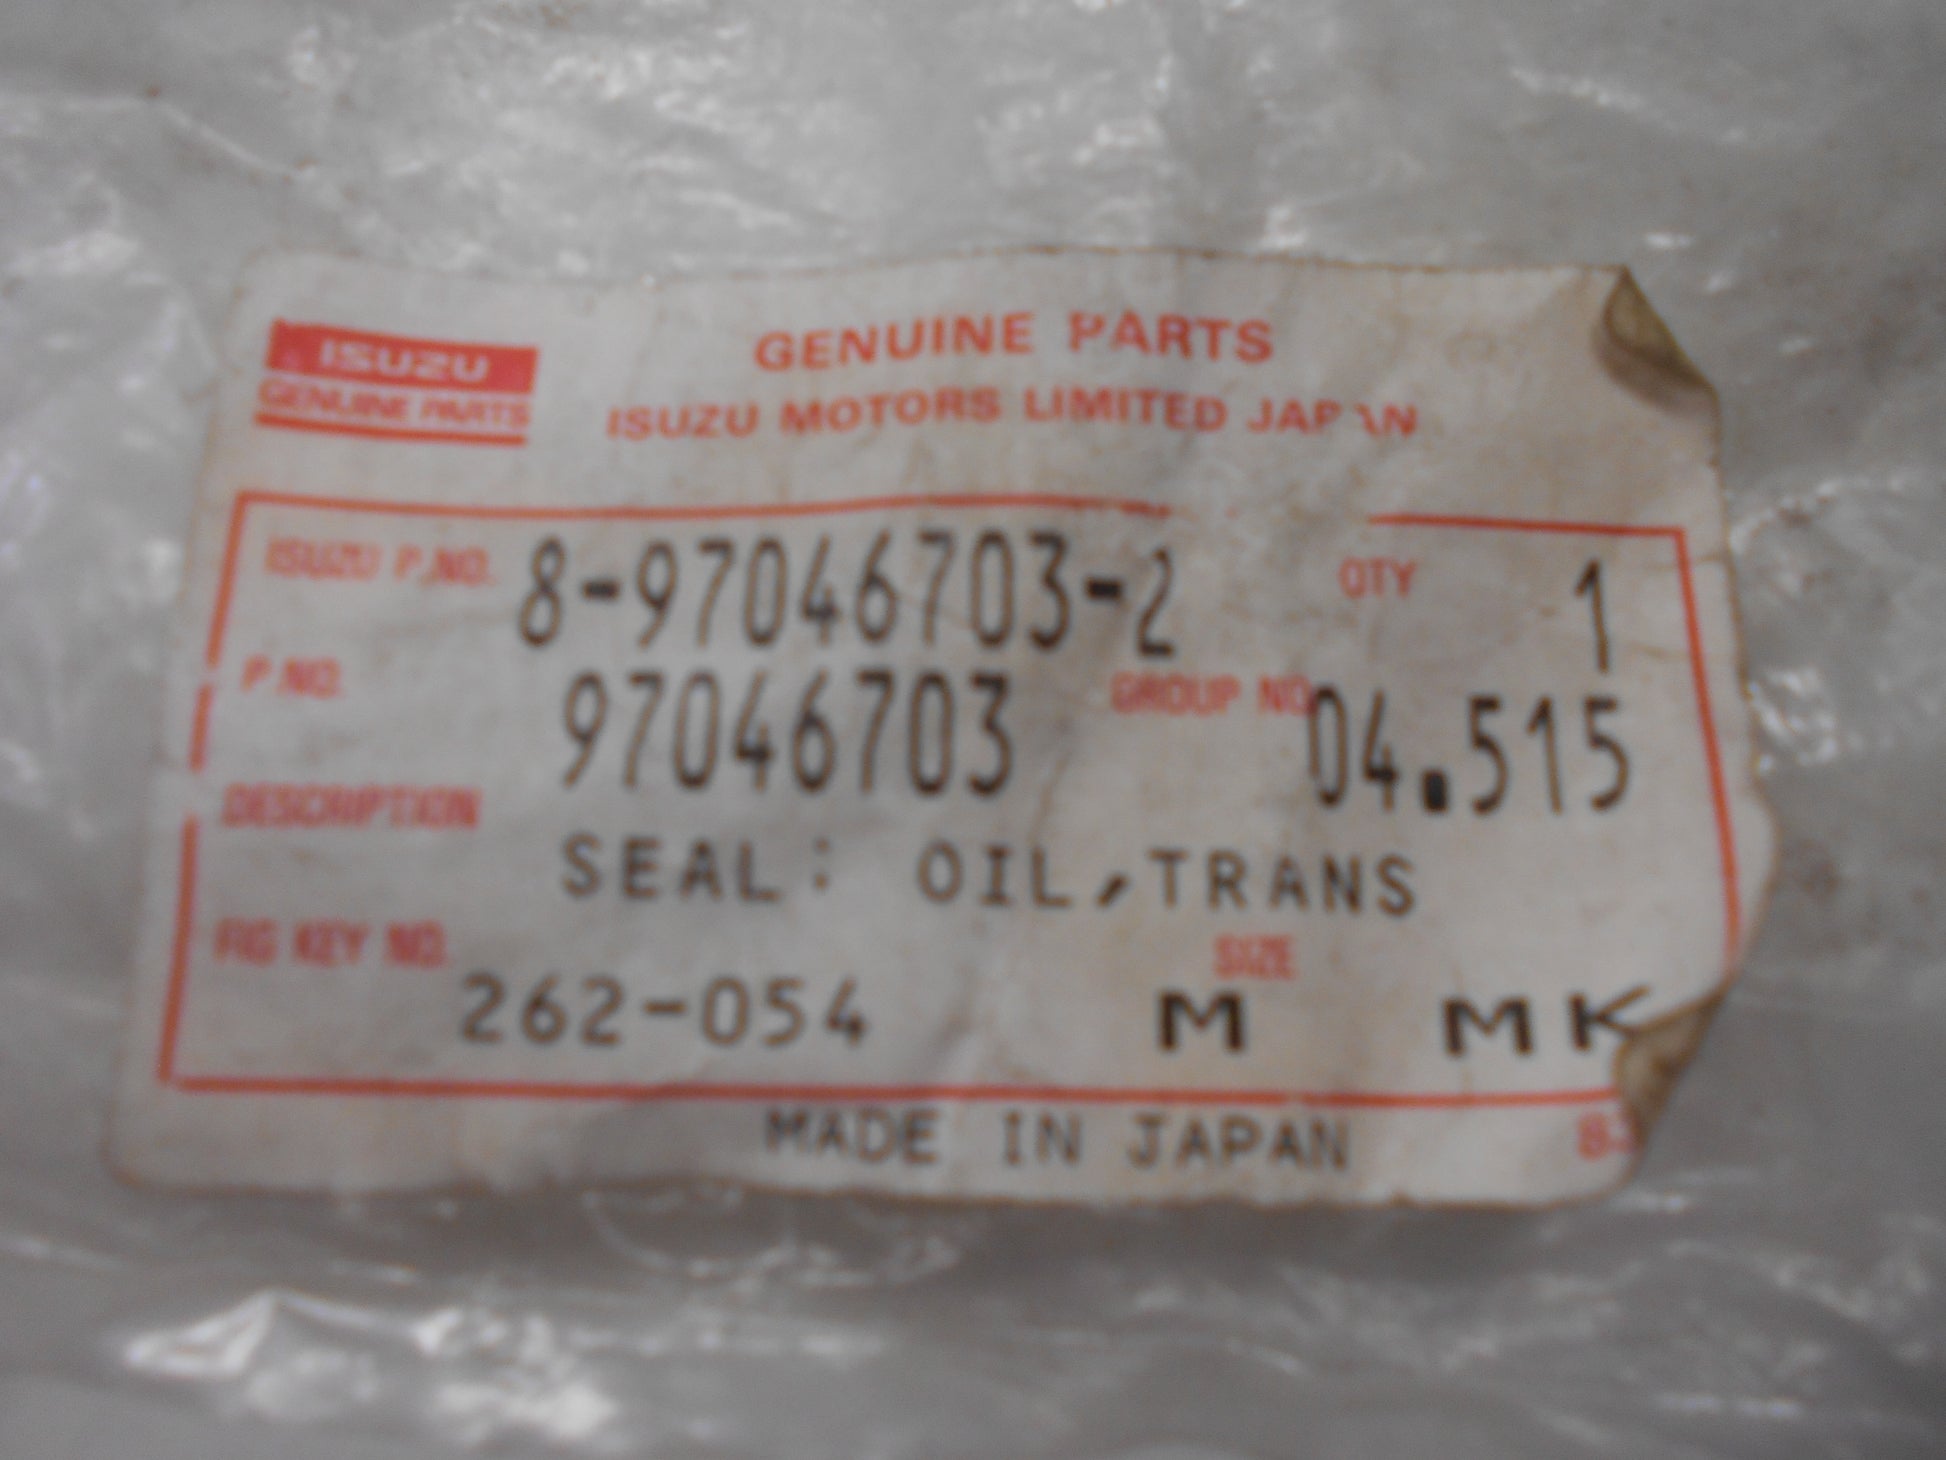 ISUZU
GENUINE PARTS
GENUINE PARTS
ISUZU MOTORS LIMITED JAPAN
ISUZU P.NO. 8-97046703-2 QTY 1
P.NO. 97046703 GROUP NO. 04.515
DESCRIPTION
SEAL: OIL,TRANS
FIG KEY NO. 262-054 SIZE M MK
MADE IN JAPAN